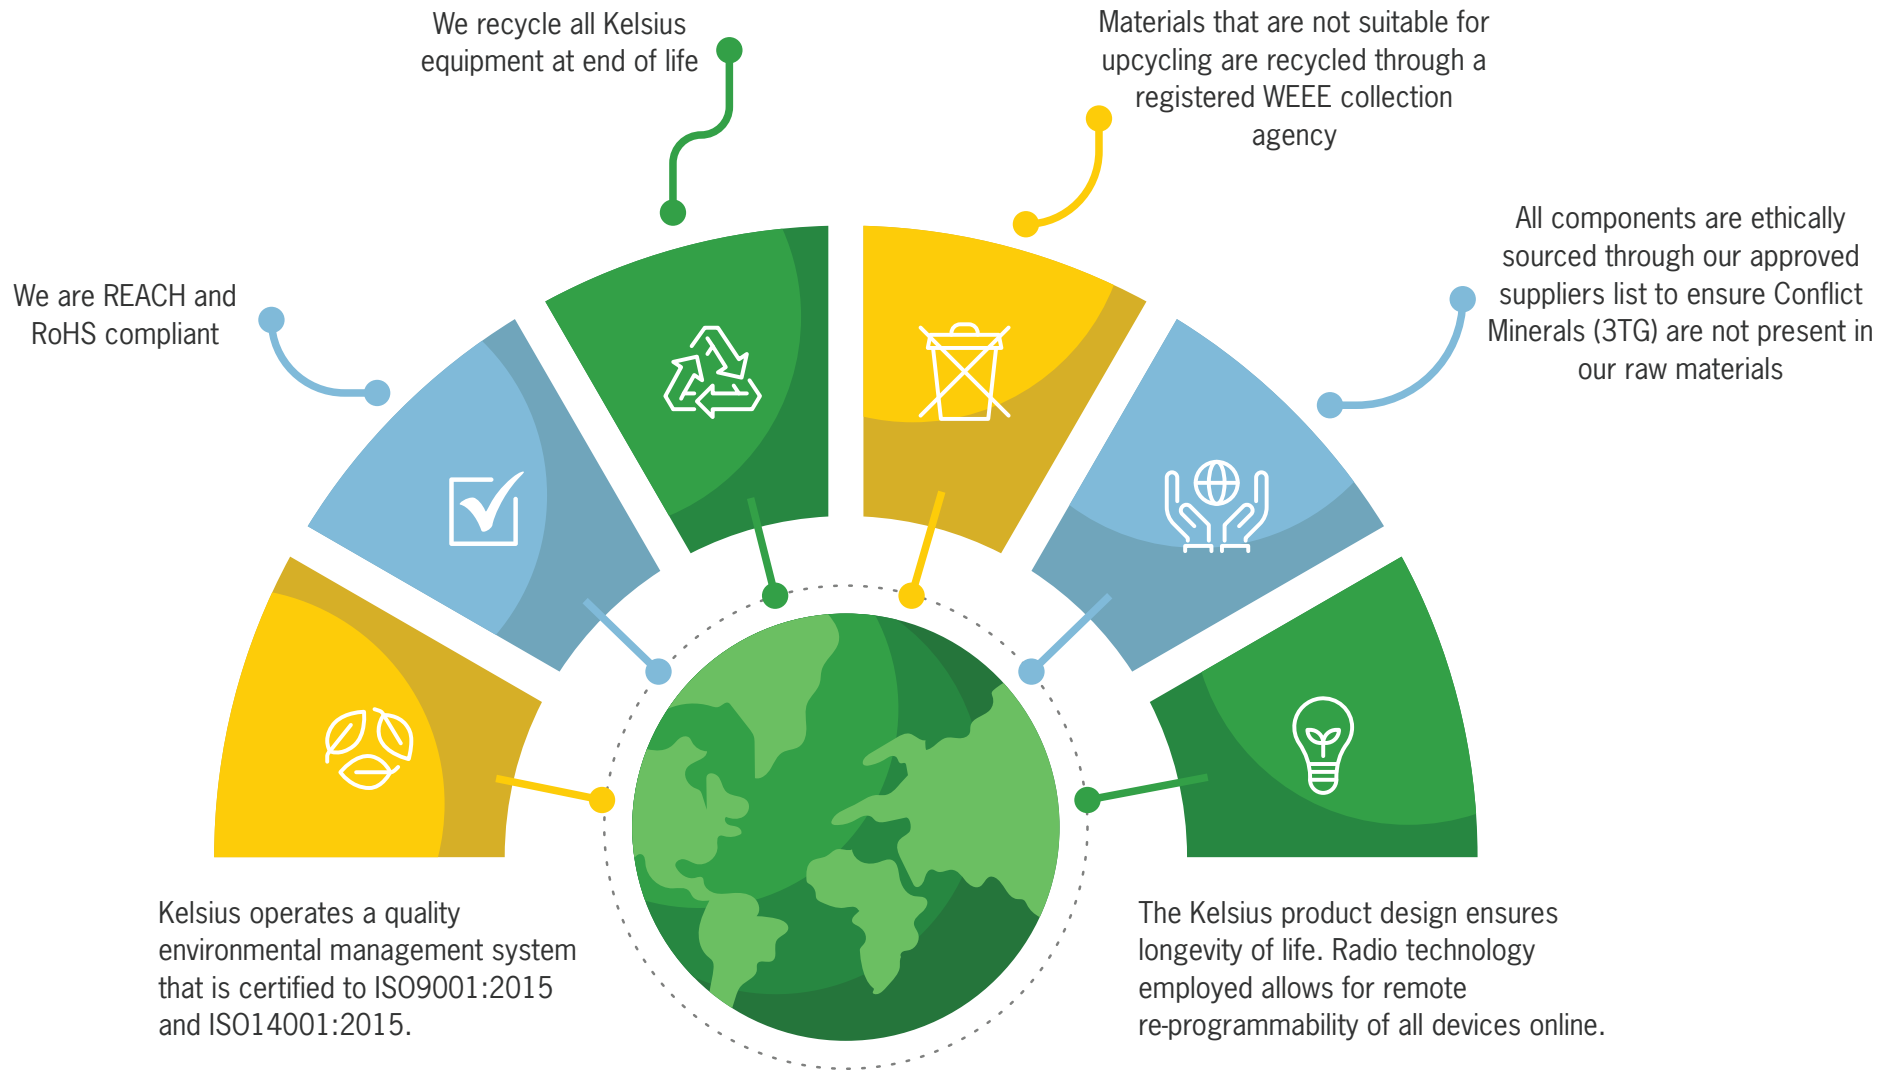 We recycle all Kelsius
equipment at end of life
Materials that are not suitable for
upcycling are recycled through a
registered WEEE collection
agency
We are REACH and
RoHS compliant
All components are ethically
sourced through our approved
suppliers list to ensure Conflict
Minerals (3TG) are not present in
our raw materials
Kelsius operates a quality
environmental management system
that is certified to ISO9001:2015
and ISO14001:2015.
The Kelsius product design ensures
longevity of life. Radio technology
employed allows for remote
re-programmability of all devices online.